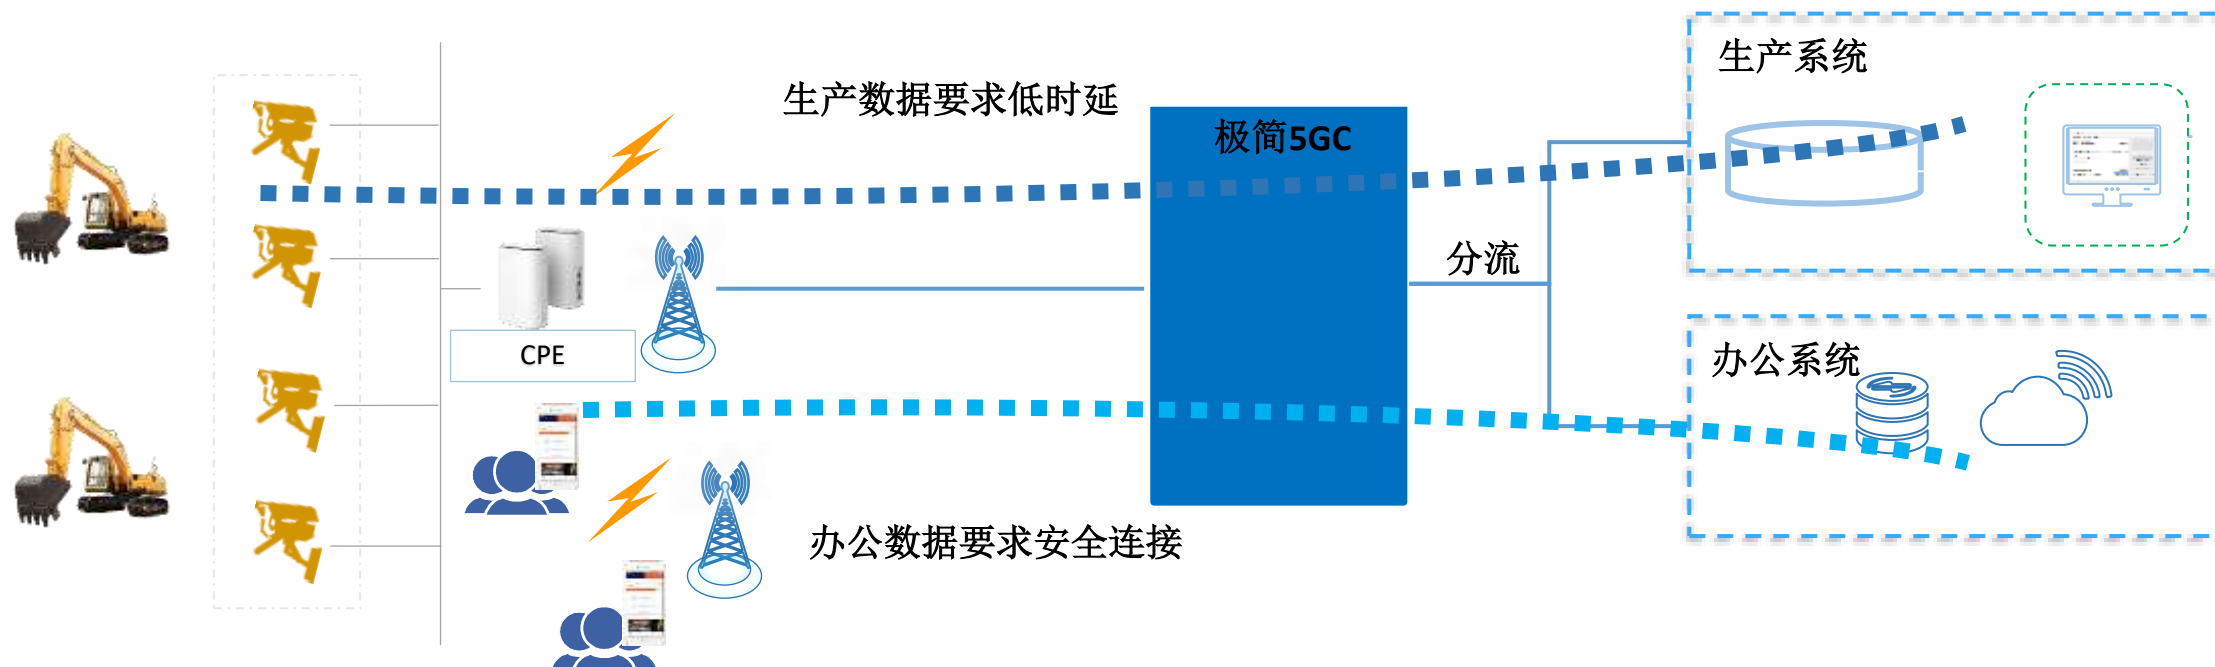 生产系统
生产数据要求低时延
极简5GC
分流
CPE
办公系统
办公数据要求安全连接